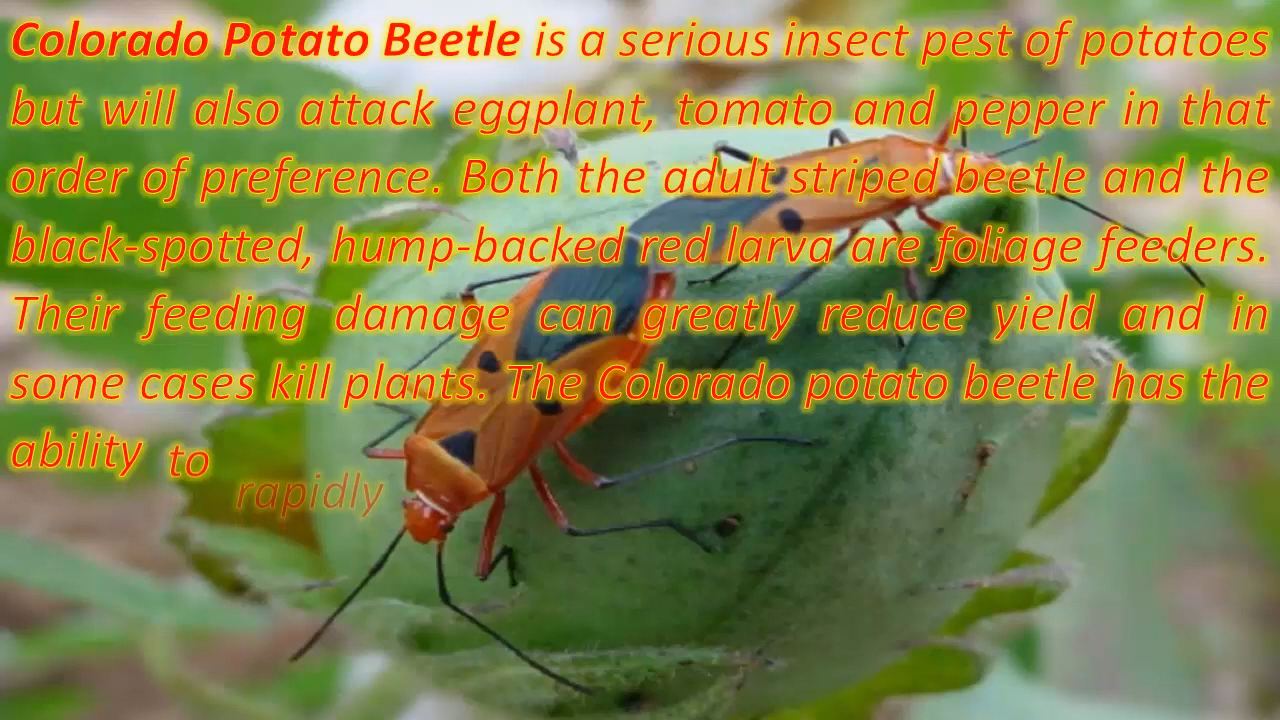 Colorado Potato Beetle is a serious insect pest of potatoes
but will also attack eggplant, tomato and pepper in that
order of preference. Both the adult striped beetle and the
black-spotted, hump-backed red larva are foliage feeders.
Their feeding damage can greatly reduce yield and in
some cases kill plants. The Colorado potato beetle has the
ability to rapidly